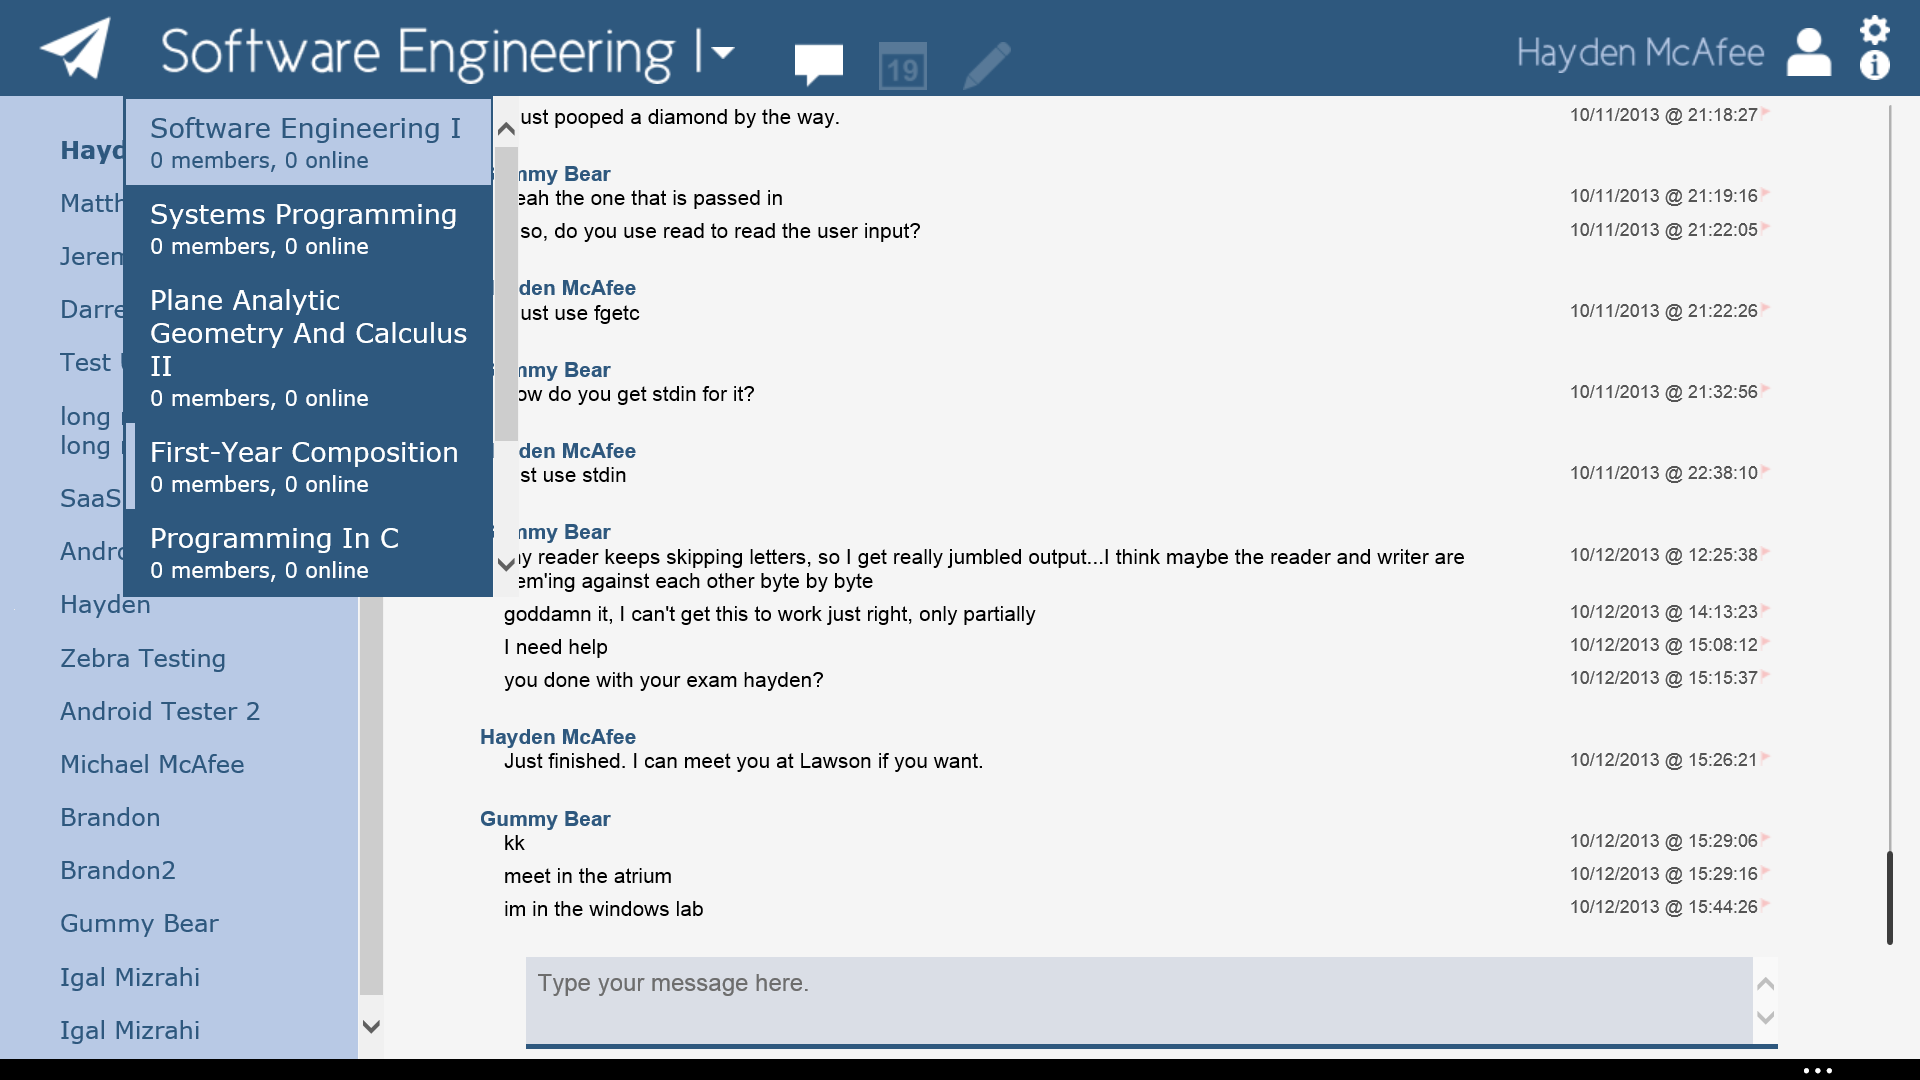 Software Engineering I
19
Hayden McAfee
i
Software Engineering I
0 members, 0 online
Systems Programming
0 members, 0 online
Plane Analytic
Geometry And Calculus
II
0 members, 0 online
First-Year Composition
0 members, 0 online
Programming In C
0 members, 0 online
Hayd
Matth
Jerem
Darre
Test
long
long
SaaS
Andro
Hayden
Zebra Testing
Android Tester 2
Michael McAfee
Brandon
Brandon2
Gummy Bear
Igal Mizrahi
Igal Mizrahi
ust pooped a diamond by the way. 10/11/2013 @ 21:18:27
mmy Bear
eah the one that is passed in 10/11/2013 @ 21:19:16
so, do you use read to read the user input? 10/11/2013 @ 21:22:05
den McAfee
ust use fgetc 10/11/2013 @ 21:22:26
mmy Bear
ow do you get stdin for it? 10/11/2013 @ 21:32:56
den McAfee
st use stdin 10/11/2013 @ 22:38:10
mmy Bear
my reader keeps skipping letters, so I get really jumbled output...I think maybe the reader and writer are 10/12/2013 @ 12:25:38
em'ing against each other byte by byte
goddamn it, I can't get this to work just right, only partially 10/12/2013 @ 14:13:23
I need help 10/12/2013 @ 15:08:12
you done with your exam hayden? 10/12/2013 @ 15:15:37
Hayden McAfee
Just finished. I can meet you at Lawson if you want. 10/12/2013 @ 15:26:21
Gummy Bear
kk 10/12/2013 @ 15:29:06
meet in the atrium 10/12/2013 @ 15:29:16
im in the windows lab 10/12/2013 @ 15:44:26
Type your message here.